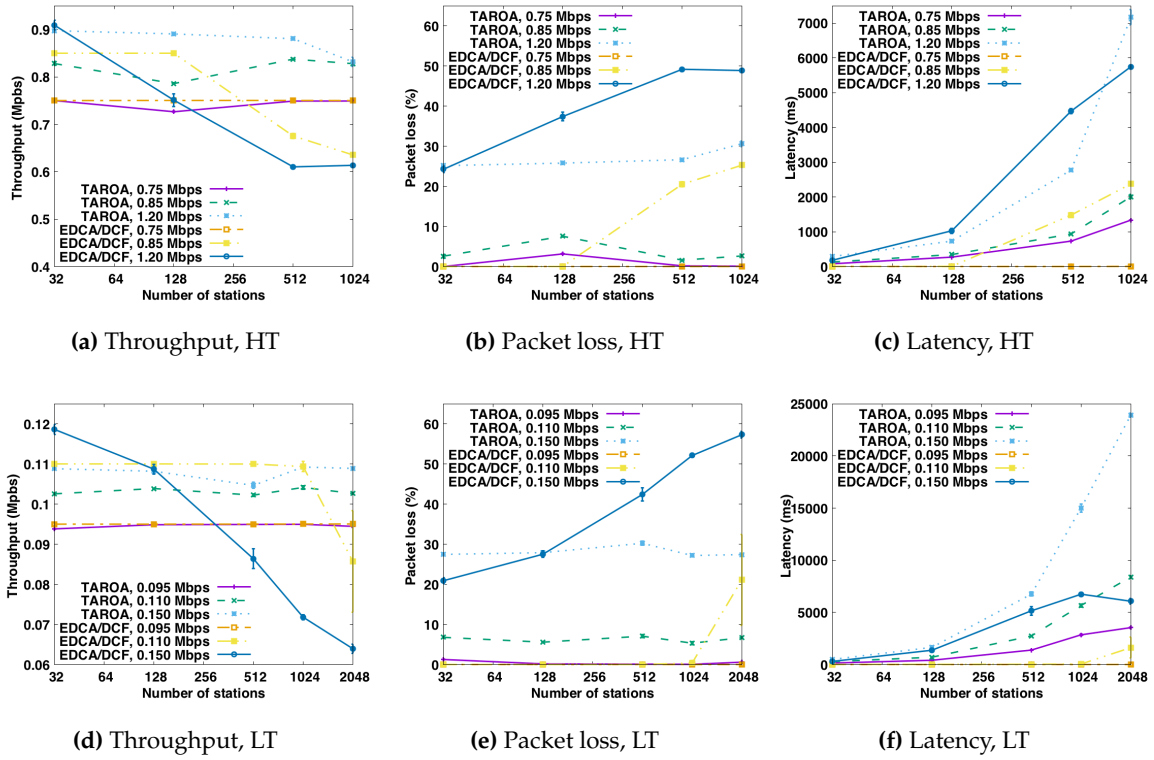 0.9
0.8
0.7
0.6
0.5
0.4
32
64
128
256
512
1024
Throughput (Mpbs)
Number of stations
TAROA, 0.75 Mbps
TAROA, 0.85 Mbps
TAROA, 1.20 Mbps
EDCA/DCF, 0.75 Mbps
EDCA/DCF, 0.85 Mbps
EDCA/DCF, 1.20 Mbps
(a) Throughput, HT
60
50
40
30
20
10
0
32
64
128
256
512
1024
Packet loss (%)
Number of stations
TAROA, 0.75 Mbps
TAROA, 0.85 Mbps
TAROA, 1.20 Mbps
EDCA/DCF, 0.75 Mbps
EDCA/DCF, 0.85 Mbps
EDCA/DCF, 1.20 Mbps
(b) Packet loss, HT
7000
6000
5000
4000
3000
2000
1000
0
32
64
128
256
512
1024
Latency (ms)
Number of stations
TAROA, 0.75 Mbps
TAROA, 0.85 Mbps
TAROA, 1.20 Mbps
EDCA/DCF, 0.75 Mbps
EDCA/DCF, 0.85 Mbps
EDCA/DCF, 1.20 Mbps
(c) Latency, HT
0.12
0.11
0.1
0.09
0.08
0.07
0.06
32
64
128
256
512
1024
2048
Throughput (Mpbs)
Number of stations
TAROA, 0.095 Mbps
TAROA, 0.110 Mbps
TAROA, 0.150 Mbps
EDCA/DCF, 0.095 Mbps
EDCA/DCF, 0.110 Mbps
EDCA/DCF, 0.150 Mbps
(d) Throughput, LT
60
50
40
30
20
10
0
32
64
128
256
512
1024
2048
Packet loss (%)
Number of stations
TAROA, 0.095 Mbps
TAROA, 0.110 Mbps
TAROA, 0.150 Mbps
EDCA/DCF, 0.095 Mbps
EDCA/DCF, 0.110 Mbps
EDCA/DCF, 0.150 Mbps
(e) Packet loss, LT
25000
20000
15000
10000
5000
0
32
64
128
256
512
1024
2048
Latency (ms)
Number of stations
TAROA, 0.095 Mbps
TAROA, 0.110 Mbps
TAROA, 0.150 Mbps
EDCA/DCF, 0.095 Mbps
EDCA/DCF, 0.110 Mbps
EDCA/DCF, 0.150 Mbps
(f) Latency, LT